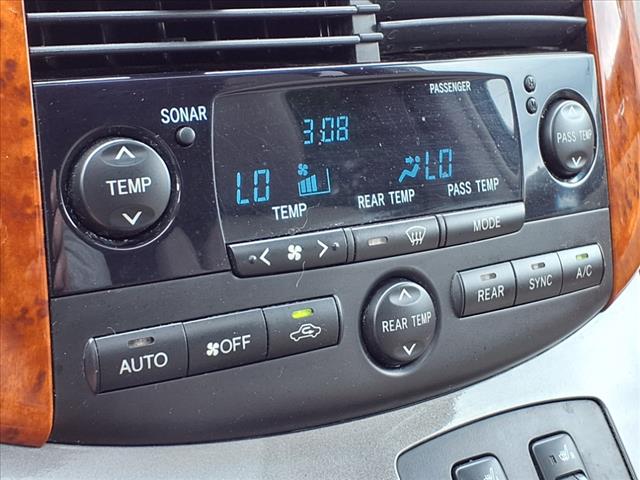 SONAR
PASSENGER
PASS TEMP
3:08
TEMP
LO
LO
TEMP
REAR TEMP
PASS TEMP
MODE
REAR
SYNC
A/C
AUTO
OFF
REAR TEMP